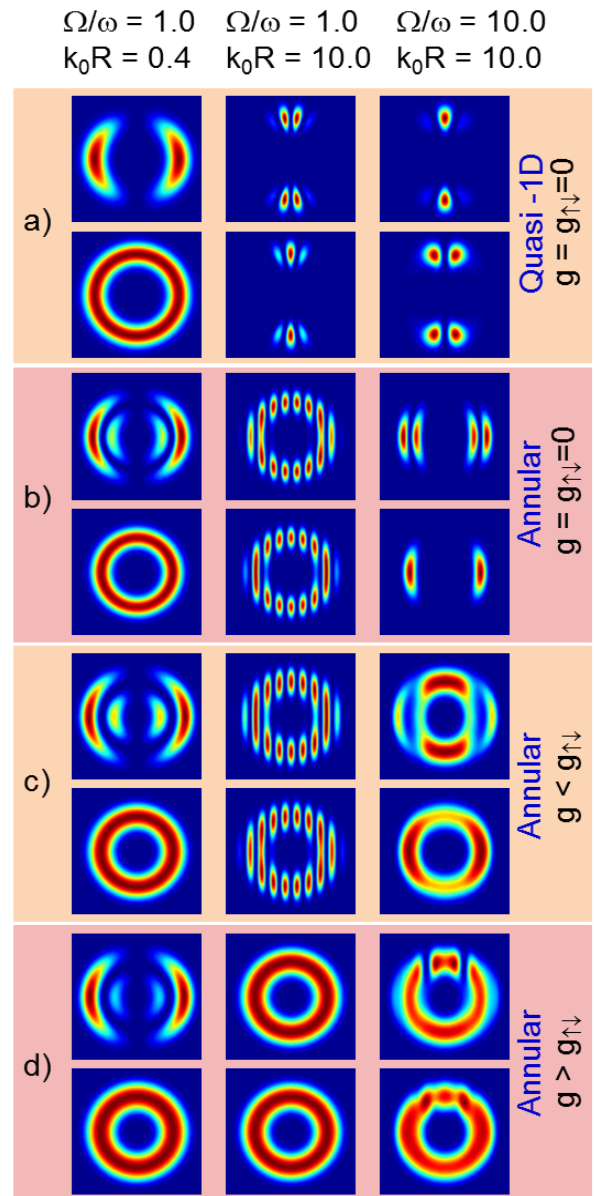 Ω/ω = 1.0 Ω/ω = 1.0 Ω/ω = 10.0
k₀R = 0.4 k₀R = 10.0 k₀R = 10.0
a)
Quasi -1D
g = g↑↓=0
b)
Annular
g = g↑↓=0
c)
Annular
g < g↑↓
d)
Annular
g > g↑↓